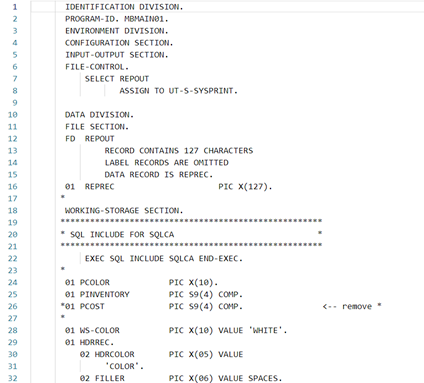 1 IDENTIFICATION DIVISION.
2 PROGRAM-ID. MBMAIN01.
3 ENVIRONMENT DIVISION.
4 CONFIGURATION SECTION.
5 INPUT-OUTPUT SECTION.
6 FILE-CONTROL.
7 SELECT REPOUT
8 ASSIGN TO UT-S-SYSPRINT.
9
10 DATA DIVISION.
11 FILE SECTION.
12 FD REPOUT
13 RECORD CONTAINS 127 CHARACTERS
14 LABEL RECORDS ARE OMITTED
15 DATA RECORD IS REPREC.
16 01 REPREC PIC X(127).
17 *
18 WORKING-STORAGE SECTION.
19 *****************************************************
20 * SQL INCLUDE FOR SQLCA *
21 *****************************************************
22 EXEC SQL INCLUDE SQLCA END-EXEC.
23 *
24 01 PCOLOR PIC X(10).
25 01 PINVENTORY PIC S9(4) COMP.
26 *01 PCOST PIC S9(4) COMP. <-- remove *
27 *
28 01 WS-COLOR PIC X(10) VALUE 'WHITE'.
29 01 HDRREC.
30 02 HDRCOLOR PIC X(05) VALUE
31 'COLOR'.
32 02 FILLER PIC X(06) VALUE SPACES.